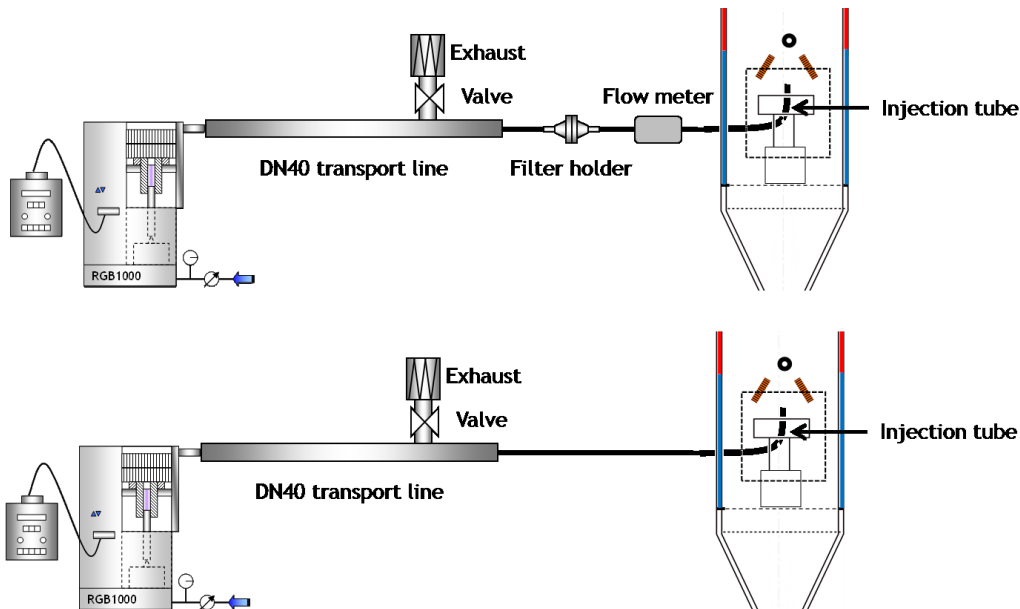 Exhaust
Valve
Flow meter
Injection tube
DN40 transport line
Filter holder
RGB1000
Exhaust
Valve
Injection tube
DN40 transport line
RGB1000